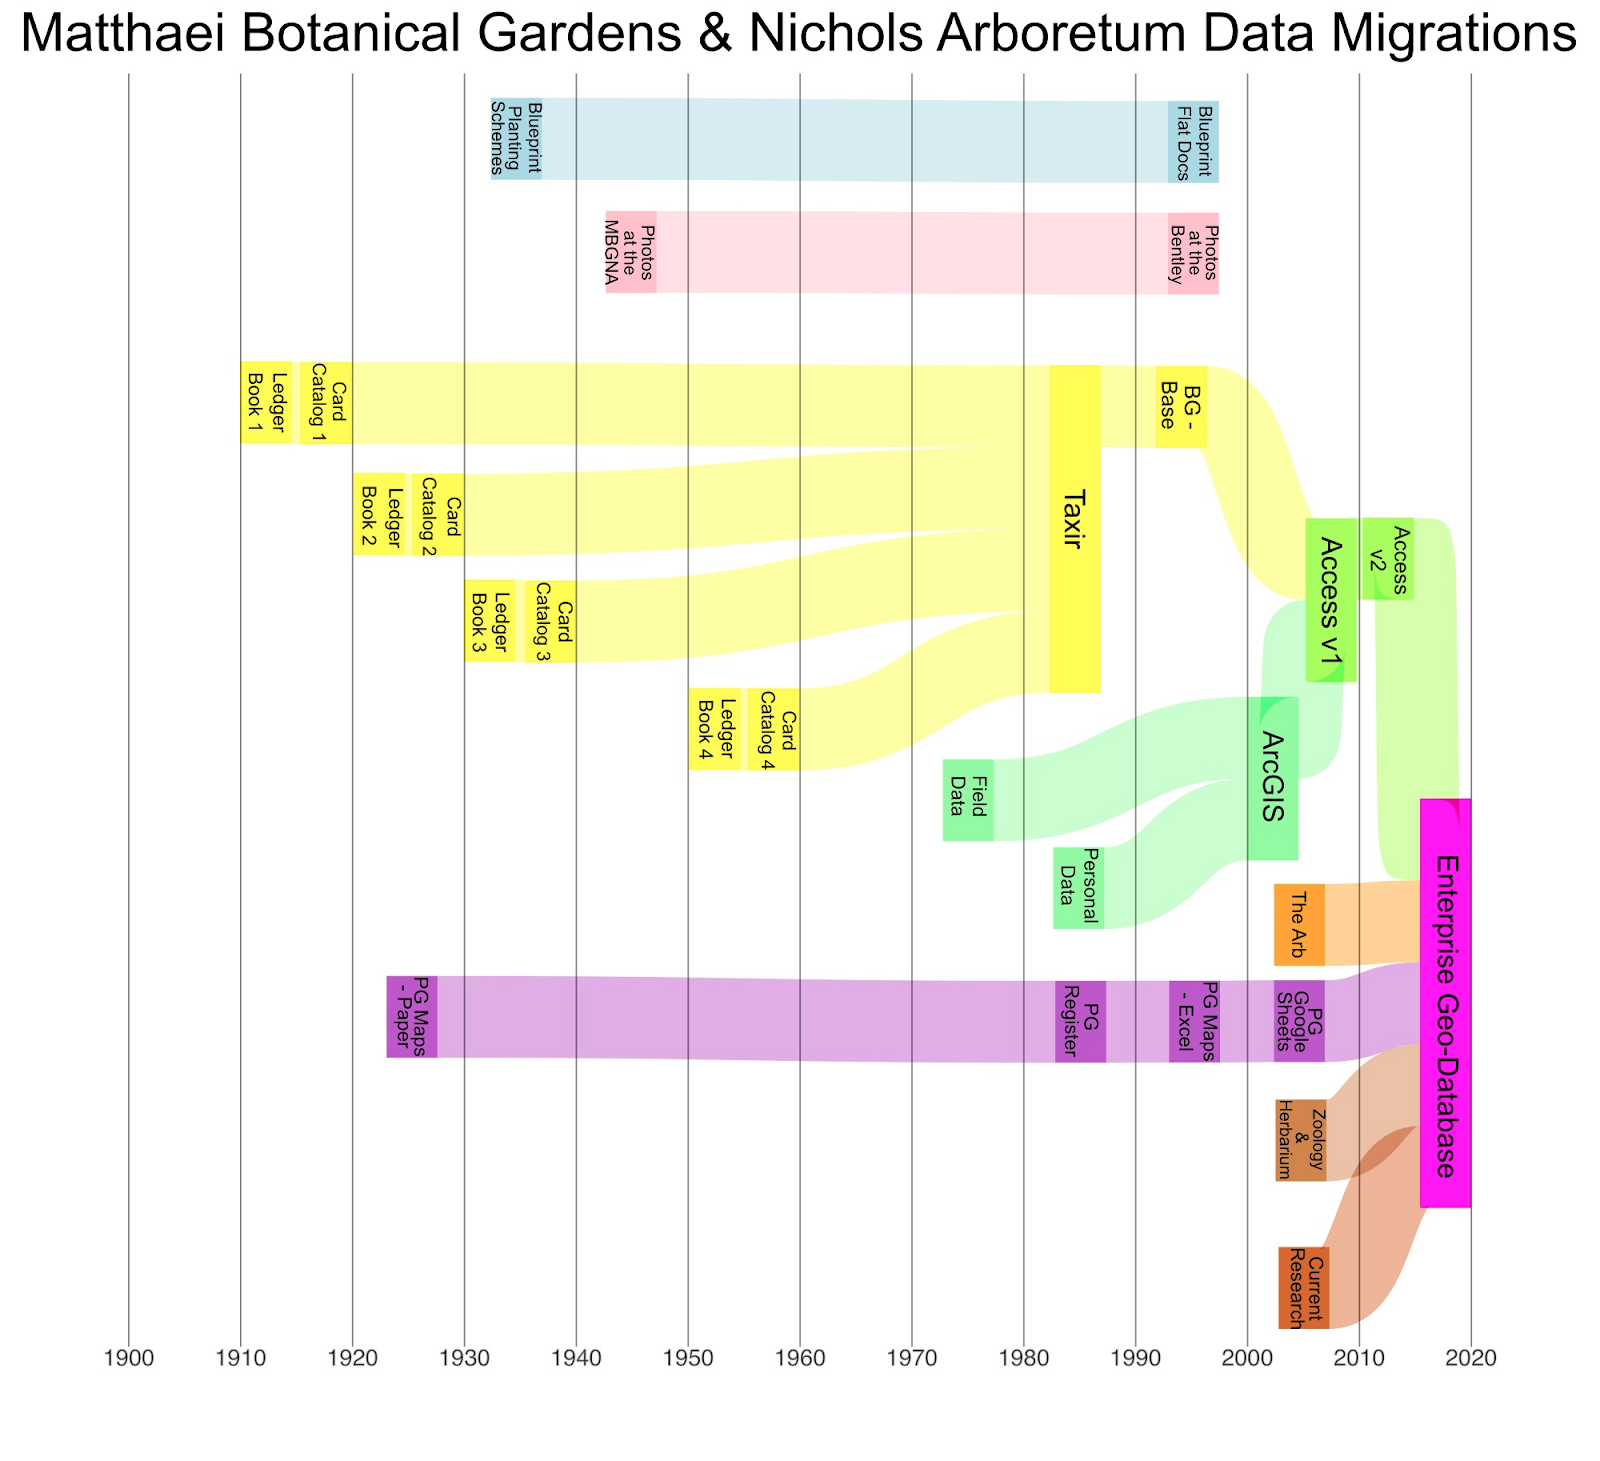 Matthaei Botanical Gardens & Nichols Arboretum Data Migrations
Blueprint
Planting
Schemes
Blueprint
Flat Docs
Photos
at the
MBGNA
Photos
at the
Bentley
Ledger
Book 1
Card
Catalog 1
Taxir
BG -
Base
Ledger
Book 2
Card
Catalog 2
Access v1
Access
v2
Ledger
Book 3
Card
Catalog 3
Ledger
Book 4
Card
Catalog 4
Field
Data
ArcGIS
Personal
Data
The Arb
Enterprise Geo-Database
PG Maps
- Paper
PG
Register
PG Maps
- Excel
PG
Google
Sheets
Zoology
&
Herbarium
Current
Research
1900 1910 1920 1930 1940 1950 1960 1970 1980 1990 2000 2010 2020